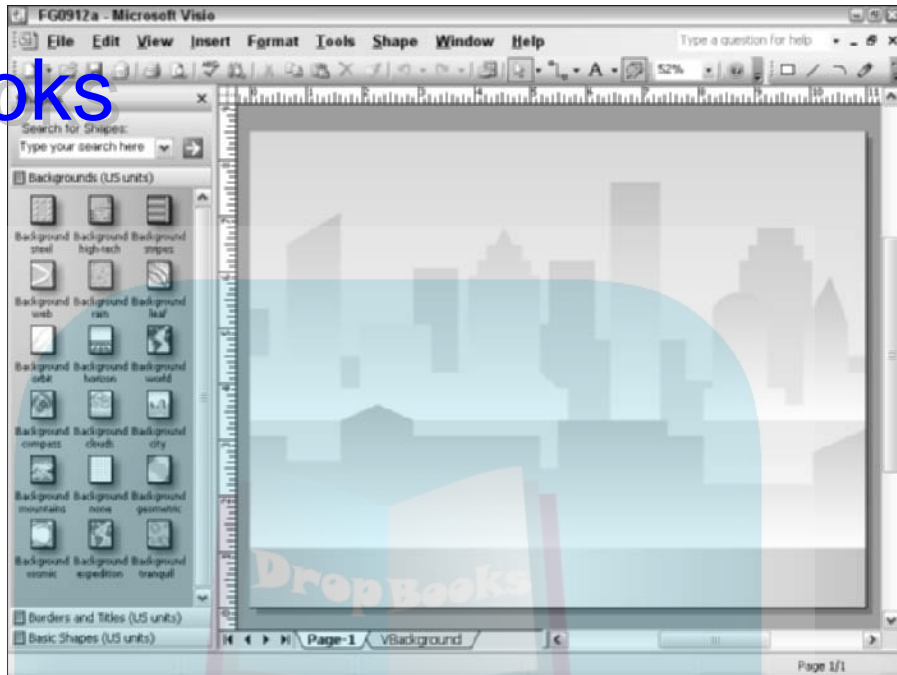 FG0912a - Microsoft Visio
File Edit View Insert Format Tools Shape Window Help
Type a question for help
52%
oks
Search for Shapes:
Type your search here
Backgrounds (US units)
Background steel
Background high-tech
Background stripes
Background web
Background rain
Background leaf
Background orbit
Background horizon
Background world
Background compass
Background clouds
Background city
Background mountains
Background none
Background geometric
Background cosmic
Background expedition
Background tranquil
Borders and Titles (US units)
Basic Shapes (US units)
DropBooks
Page-1
VBackground
Page 1/1